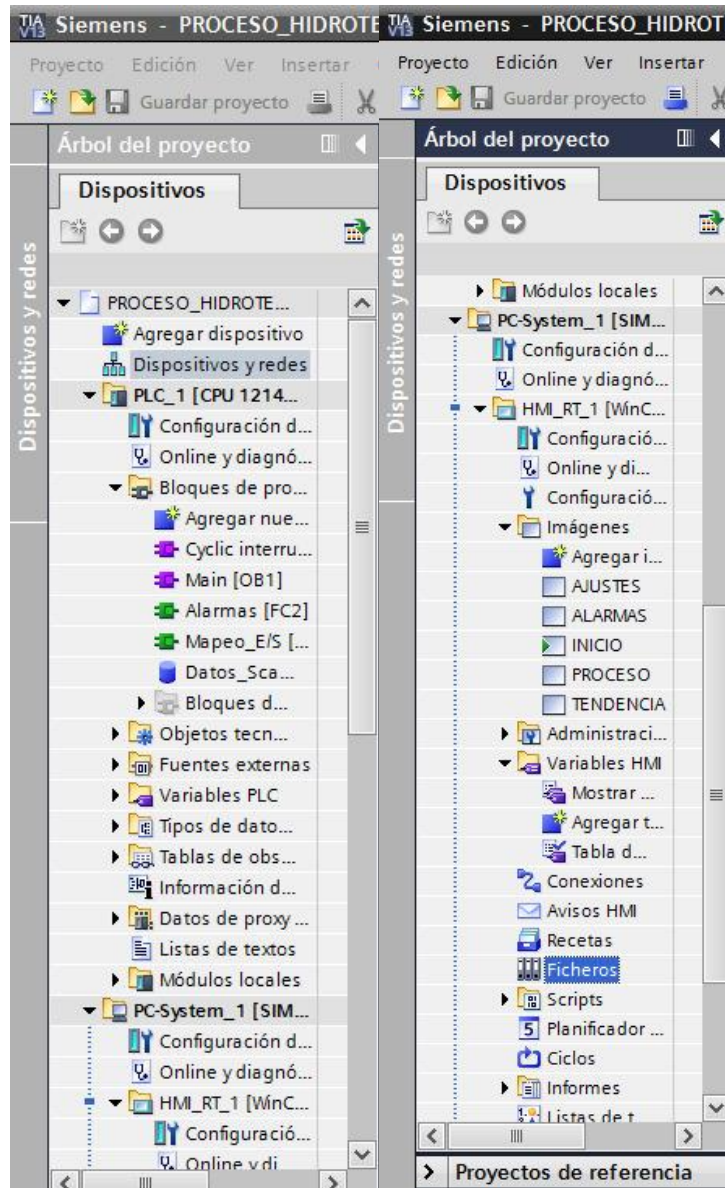 Siemens - PROCESO_HIDROTE
Proyecto Edición Ver Insertar
Guardar proyecto
Árbol del proyecto
Dispositivos
Dispositivos y redes
PROCESO_HIDROTE...
Agregar dispositivo
Dispositivos y redes
PLC_1 [CPU 1214...
Configuración d...
Online y diagnó...
Bloques de pro...
Agregar nue...
Cyclic interru...
Main [OB1]
Alarmas [FC2]
Mapeo_E/S [...
Datos_Sca...
Bloques d...
Objetos tecn...
Fuentes externas
Variables PLC
Tipos de dato...
Tablas de obs...
Información d...
Datos de proxy ...
Listas de textos
Módulos locales
PC-System_1 [SIM...
Configuración d...
Online y diagnó...
HMI_RT_1 [WinC...
Configuració...
Online y di
Siemens - PROCESO_HIDROT
Proyecto Edición Ver Insertar
Guardar proyecto
Árbol del proyecto
Dispositivos
Dispositivos y redes
Módulos locales
PC-System_1 [SIM...
Configuración d...
Online y diagnó...
HMI_RT_1 [WinC...
Configuració...
Online y di...
Configuració...
Imágenes
Agregar i...
AJUSTES
ALARMAS
INICIO
PROCESO
TENDENCIA
Administraci...
Variables HMI
Mostrar ...
Agregar t...
Tabla d...
Conexiones
Avisos HMI
Recetas
Ficheros
Scripts
Planificador ...
Ciclos
Informes
Listas de t
Proyectos de referencia